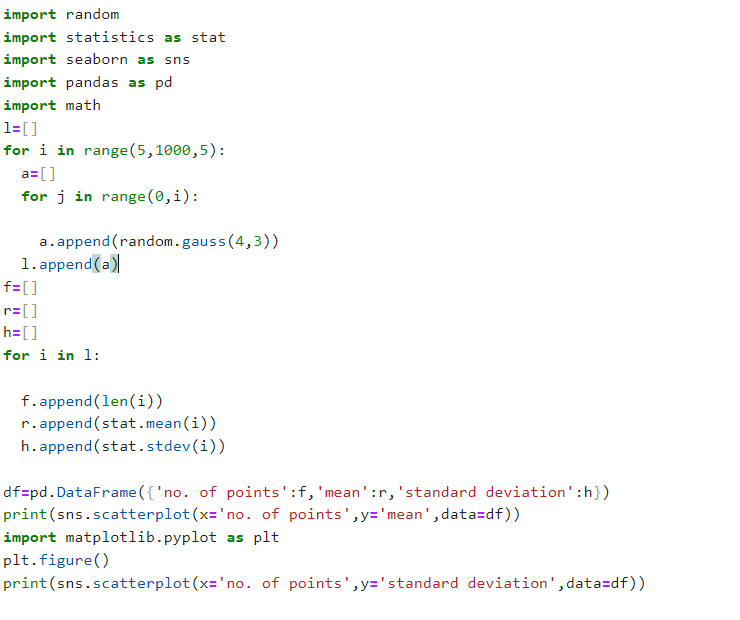 import random
import statistics as stat
import seaborn as sns
import pandas as pd
import math
l=[]
for i in range(5,1000,5):
  a=[]
  for j in range(0,i):

    a.append(random.gauss(4,3))
  l.append(a)
f=[]
r=[]
h=[]
for i in l:

  f.append(len(i))
  r.append(stat.mean(i))
  h.append(stat.stdev(i))

df=pd.DataFrame({'no. of points':f,'mean':r,'standard deviation':h})
print(sns.scatterplot(x='no. of points',y='mean',data=df))
import matplotlib.pyplot as plt
plt.figure()
print(sns.scatterplot(x='no. of points',y='standard deviation',data=df))